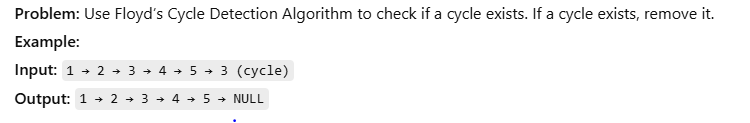 Problem: Use Floyd's Cycle Detection Algorithm to check if a cycle exists. If a cycle exists, remove it.
Example:
Input: 1 → 2 → 3 → 4 → 5 → 3 (cycle)
Output: 1 → 2 → 3 → 4 → 5 → NULL